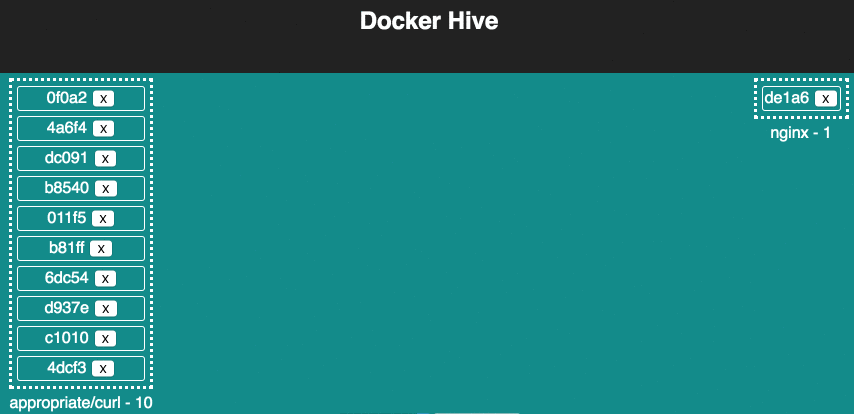 Docker Hive
0f0a2 x
4a6f4 x
dc091 x
b8540 x
011f5 x
b81ff x
6dc54 x
d937e x
c1010 x
4dcf3 x
appropriate/curl - 10
de1a6 x
nginx - 1